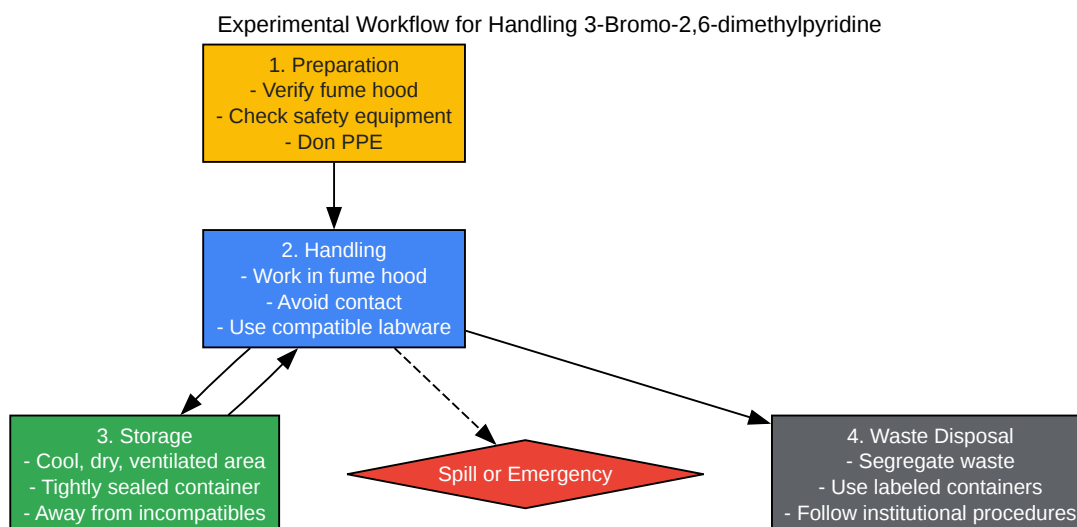 Experimental Workflow for Handling 3-Bromo-2,6-dimethylpyridine
1. Preparation
- Verify fume hood
- Check safety equipment
- Don PPE
2. Handling
- Work in fume hood
- Avoid contact
- Use compatible labware
3. Storage
- Cool, dry, ventilated area
- Tightly sealed container
- Away from incompatibles
Spill or Emergency
4. Waste Disposal
- Segregate waste
- Use labeled containers
- Follow institutional procedures